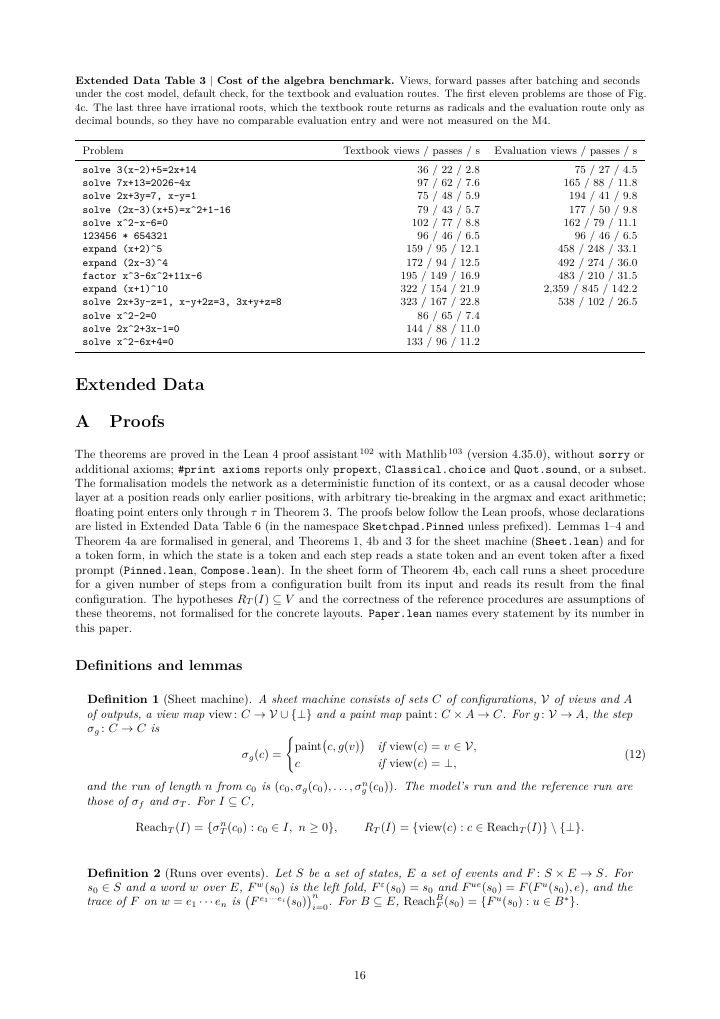 Extended Data Table 3 | Cost of the algebra benchmark. Views, forward passes after batching and seconds
under the cost model, default check, for the textbook and evaluation routes. The first eleven problems are those of Fig.
4c. The last three have irrational roots, which the textbook route returns as radicals and the evaluation route only as
decimal bounds, so they have no comparable evaluation entry and were not measured on the M4.
Problem Textbook views / passes / s Evaluation views / passes / s
solve 3(x-2)+5=2x+14 36 / 22 / 2.8 75 / 27 / 4.5
solve 7x+13=2026-4x 97 / 62 / 7.6 165 / 88 / 11.8
solve 2x+3y=7, x-y=1 75 / 48 / 5.9 194 / 41 / 9.8
solve (2x-3)(x+5)=x^2+1-16 79 / 43 / 5.7 177 / 50 / 9.8
solve x^2-x-6=0 102 / 77 / 8.8 162 / 79 / 11.1
123456 * 654321 96 / 46 / 6.5 96 / 46 / 6.5
expand (x+2)^5 159 / 95 / 12.1 458 / 248 / 33.1
expand (2x-3)^4 172 / 94 / 12.5 492 / 274 / 36.0
factor x^3-6x^2+11x-6 195 / 149 / 16.9 483 / 210 / 31.5
expand (x+1)^10 322 / 154 / 21.9 2,359 / 845 / 142.2
solve 2x+3y-z=1, x-y+2z=3, 3x+y+z=8 323 / 167 / 22.8 538 / 102 / 26.5
solve x^2-2=0 86 / 65 / 7.4
solve 2x^2+3x-1=0 144 / 88 / 11.0
solve x^2-6x+4=0 133 / 96 / 11.2
Extended Data
A Proofs
The theorems are proved in the Lean 4 proof assistant¹⁰² with Mathlib¹⁰³ (version 4.35.0), without sorry or
additional axioms; #print axioms reports only propext, Classical.choice and Quot.sound, or a subset.
The formalisation models the network as a deterministic function of its context, or as a causal decoder whose
layer at a position reads only earlier positions, with arbitrary tie-breaking in the argmax and exact arithmetic;
floating point enters only through τ in Theorem 3. The proofs below follow the Lean proofs, whose declarations
are listed in Extended Data Table 6 (in the namespace Sketchpad.Pinned unless prefixed). Lemmas 1–4 and
Theorem 4a are formalised in general, and Theorems 1, 4b and 3 for the sheet machine (Sheet.lean) and for
a token form, in which the state is a token and each step reads a state token and an event token after a fixed
prompt (Pinned.lean, Compose.lean). In the sheet form of Theorem 4b, each call runs a sheet procedure
for a given number of steps from a configuration built from its input and reads its result from the final
configuration. The hypotheses R_T(I) ⊆ V and the correctness of the reference procedures are assumptions of
these theorems, not formalised for the concrete layouts. Paper.lean names every statement by its number in
this paper.
Definitions and lemmas
Definition 1 (Sheet machine). A sheet machine consists of sets C of configurations, 𝒱 of views and A
of outputs, a view map view: C → 𝒱 ∪ {⊥} and a paint map paint: C × A → C. For g: 𝒱 → A, the step
σ_g: C → C is
σ_g(c) = { paint(c, g(v)) if view(c) = v ∈ 𝒱,
c if view(c) = ⊥, (12)
and the run of length n from c₀ is (c₀, σ_g(c₀), . . . , σ_g^n(c₀)). The model's run and the reference run are
those of σ_f and σ_T. For I ⊆ C,
Reach_T(I) = {σ_T^n(c₀) : c₀ ∈ I, n ≥ 0}, R_T(I) = {view(c) : c ∈ Reach_T(I)} \ {⊥}.
Definition 2 (Runs over events). Let S be a set of states, E a set of events and F: S × E → S. For
s₀ ∈ S and a word w over E, F^w(s₀) is the left fold, F^ε(s₀) = s₀ and F^{ue}(s₀) = F(F^u(s₀), e), and the
trace of F on w = e₁ · · · e_n is (F^{e₁···e_i}(s₀))_{i=0}^n. For B ⊆ E, Reach_F^B(s₀) = {F^u(s₀) : u ∈ B*}.
16